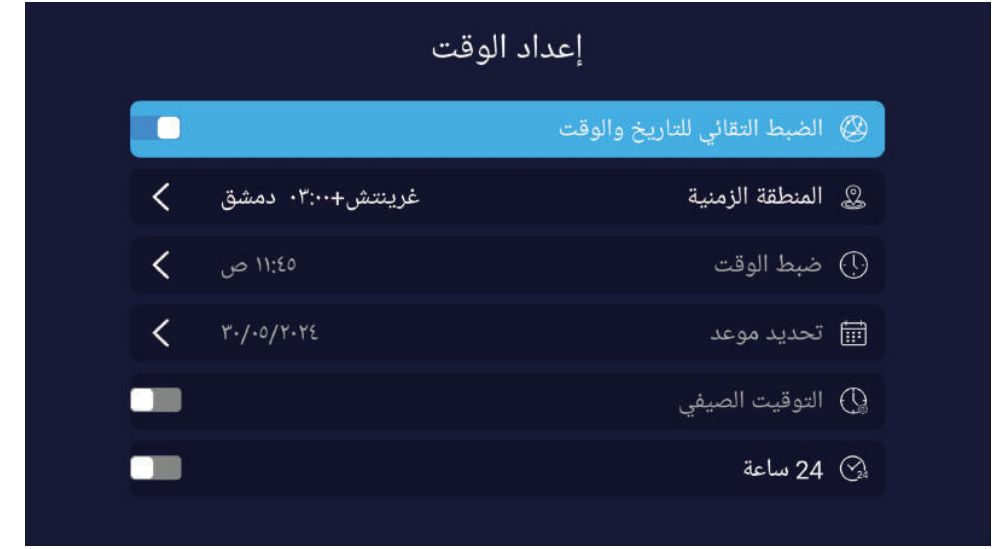 إعداد الوقت
الضبط التقائي للتاريخ والوقت
المنطقة الزمنية غرينتش+٠٣:٠٠ دمشق
ضبط الوقت ١١:٤٥ ص
تحديد موعد ٣٠/٠٥/٢٠٢٤
التوقيت الصيفي
24 ساعة